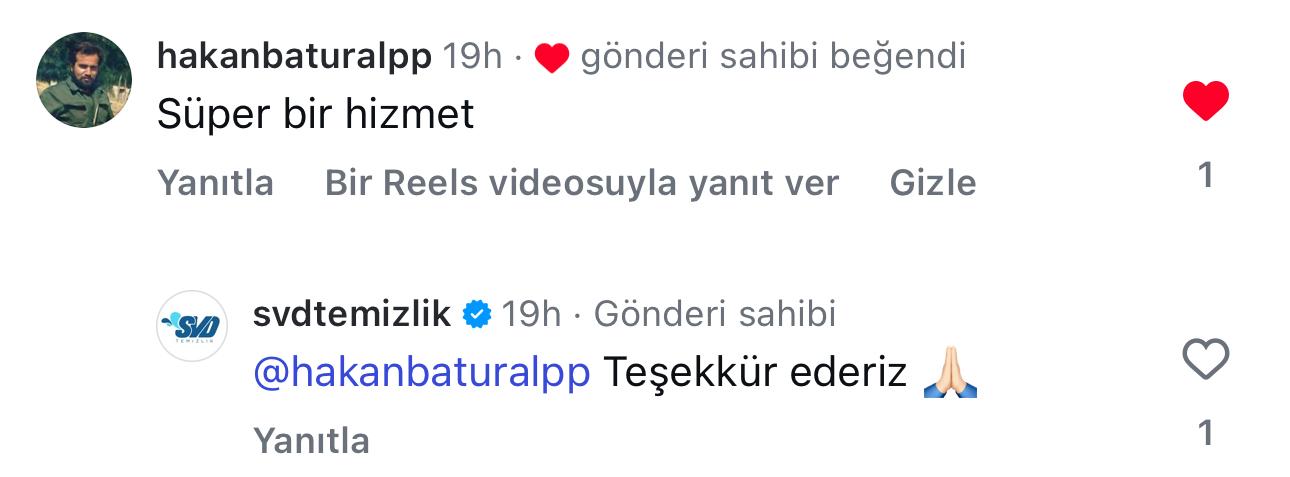 hakanbaturalpp 19h · ❤️ gönderi sahibi beğendi
Süper bir hizmet
Yanıtla Bir Reels videosuyla yanıt ver Gizle
1
SVD
TEMİZLİK
svdtemizlik 19h · Gönderi sahibi
@hakanbaturalpp Teşekkür ederiz 🙏🏻
Yanıtla
1